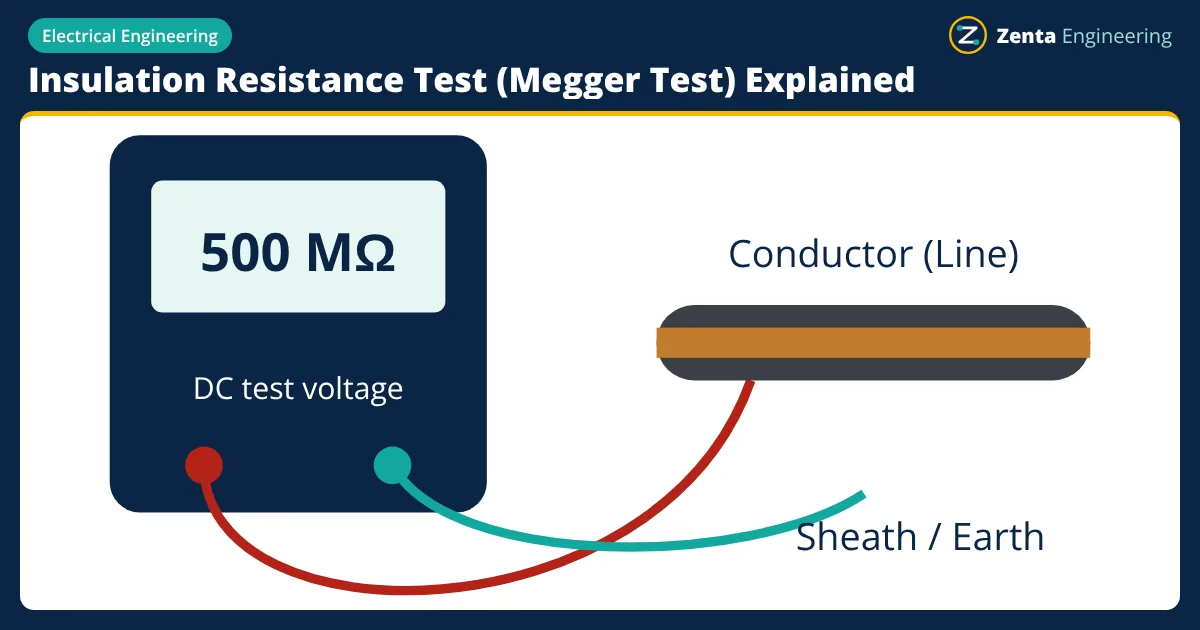 Electrical Engineering
Zenta Engineering
Insulation Resistance Test (Megger Test) Explained
500 MΩ
DC test voltage
Conductor (Line)
Sheath / Earth